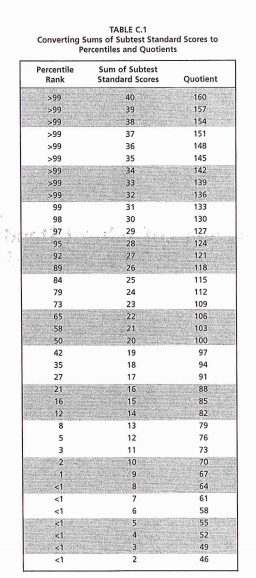 TABLE C.1
Converting Sums of Subtest Standard Scores to
Percentiles and Quotients
Percentile Sum of Subtest
Rank Standard Scores Quotient
>99 40 160
>99 39 157
>99 38 154
>99 37 151
>99 36 148
>99 35 145
>99 34 142
>99 33 139
>99 32 136
99 31 133
98 30 130
97 29 127
95 28 124
92 27 121
89 26 118
84 25 115
79 24 112
73 23 109
65 22 106
58 21 103
50 20 100
42 19 97
35 18 94
27 17 91
21 16 88
16 15 85
12 14 82
8 13 79
5 12 76
3 11 73
2 10 70
1 9 67
<1 8 64
<1 7 61
<1 6 58
<1 5 55
<1 4 52
<1 3 49
<1 2 46